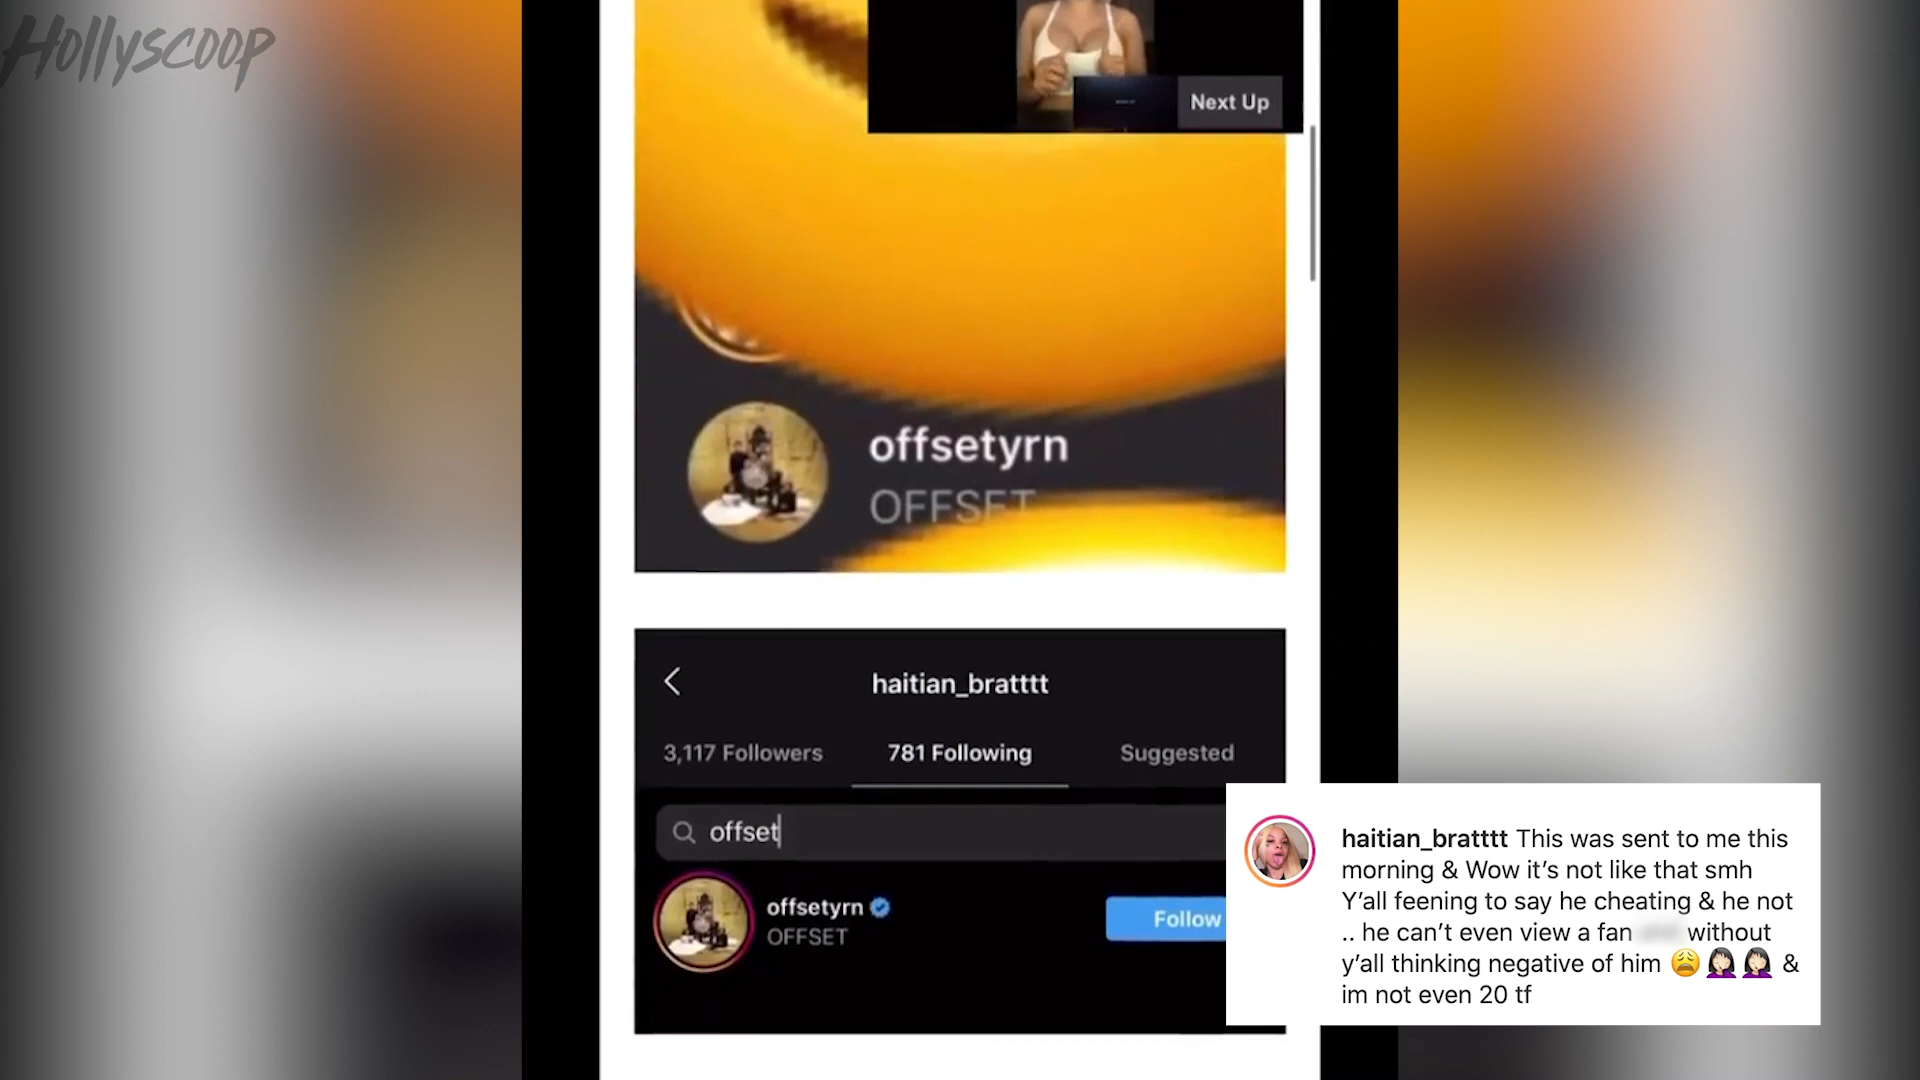 Hollyscoop
Next Up
offsetyrn
OFFSET
haitian_bratttt
3,117 Followers
781 Following
Suggested
offset
offsetyrn
OFFSET
Follow
haitian_bratttt This was sent to me this
morning & Wow it’s not like that smh
Y’all feening to say he cheating & he not
.. he can’t even view a fan without
y’all thinking negative of him 😩🤦🏻‍♀️🤦🏻‍♀️ &
im not even 20 tf